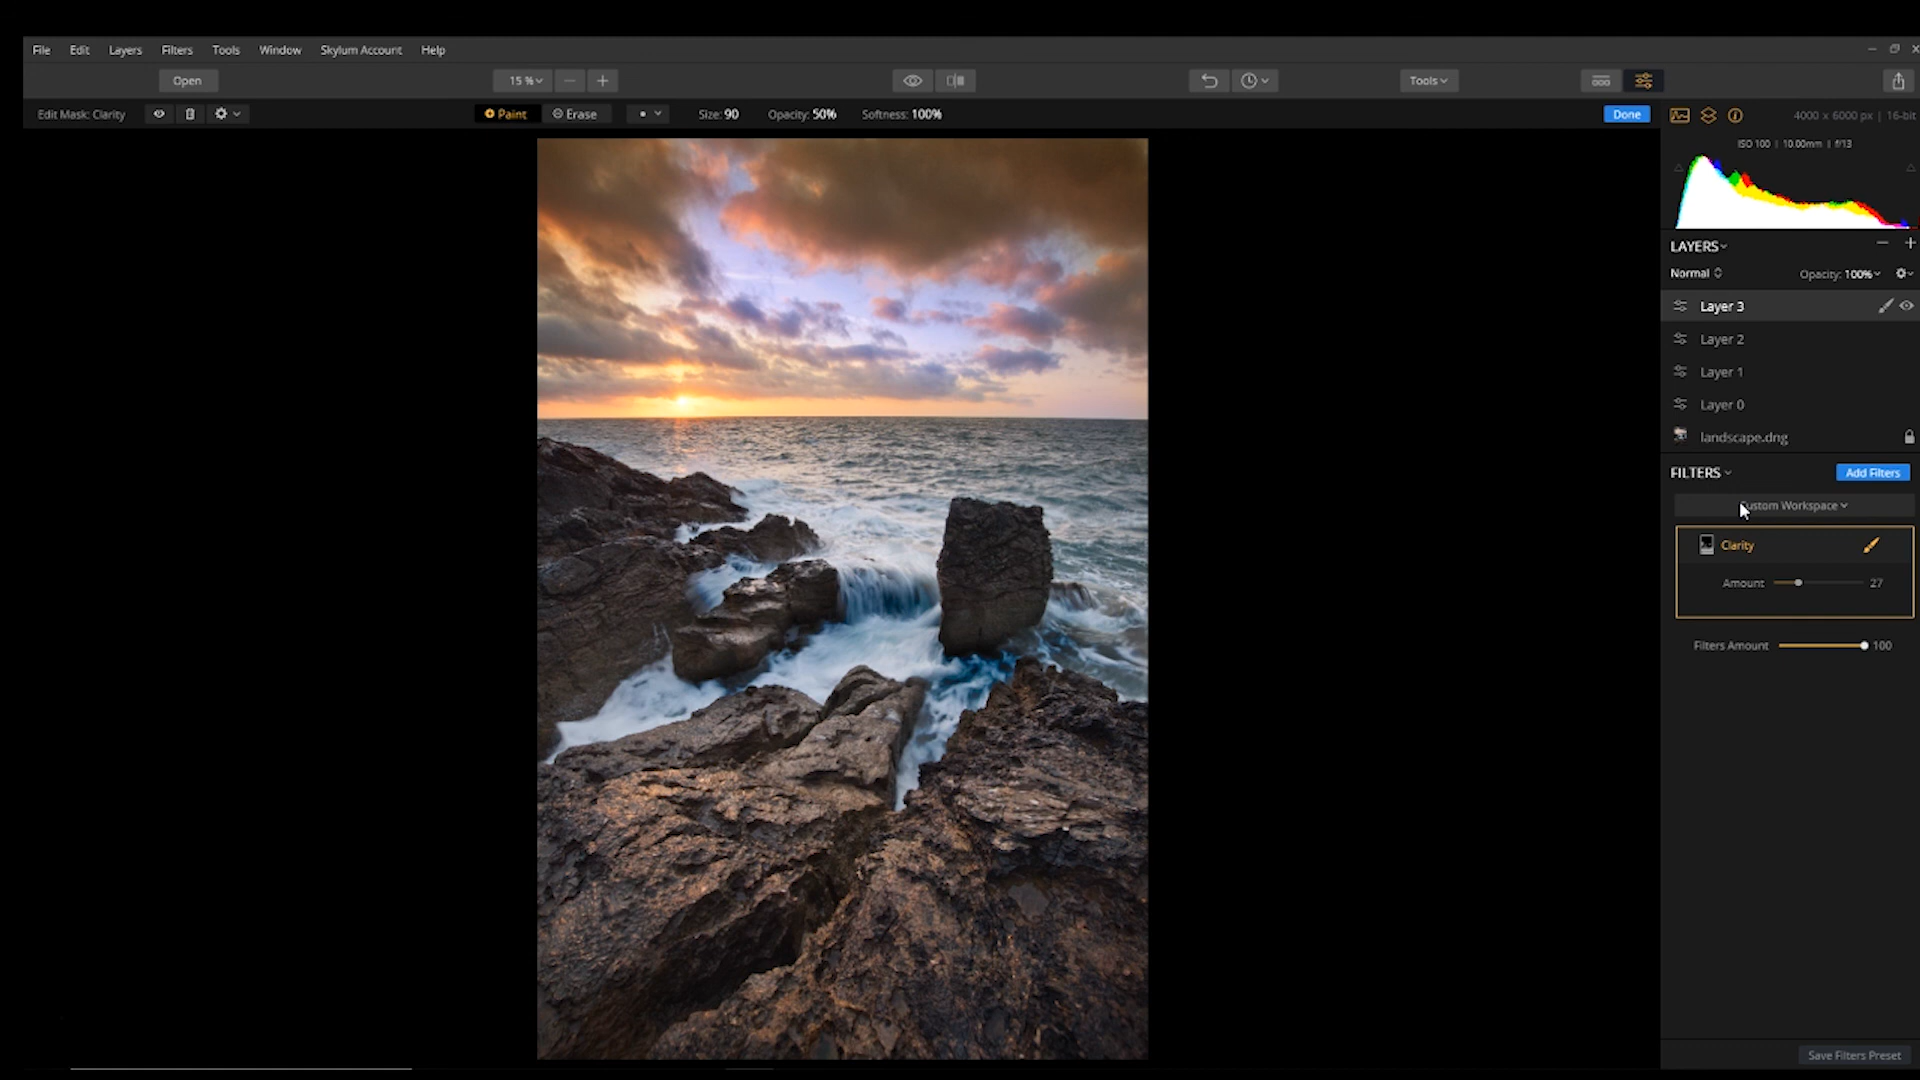 File Edit Layers Filters Tools Window Skylum Account Help
Open 15 % Tools
Edit Mask: Clarity Paint Erase Size: 90 Opacity: 50% Softness: 100% Done 4000 x 6000 px | 16-bit
ISO 100 | 10.00mm | f/13
LAYERS
Normal Opacity: 100%
Layer 3
Layer 2
Layer 1
Layer 0
landscape.dng
FILTERS Add Filters
ustom Workspace
Clarity
Amount 27
Filters Amount 100
Save Filters Preset